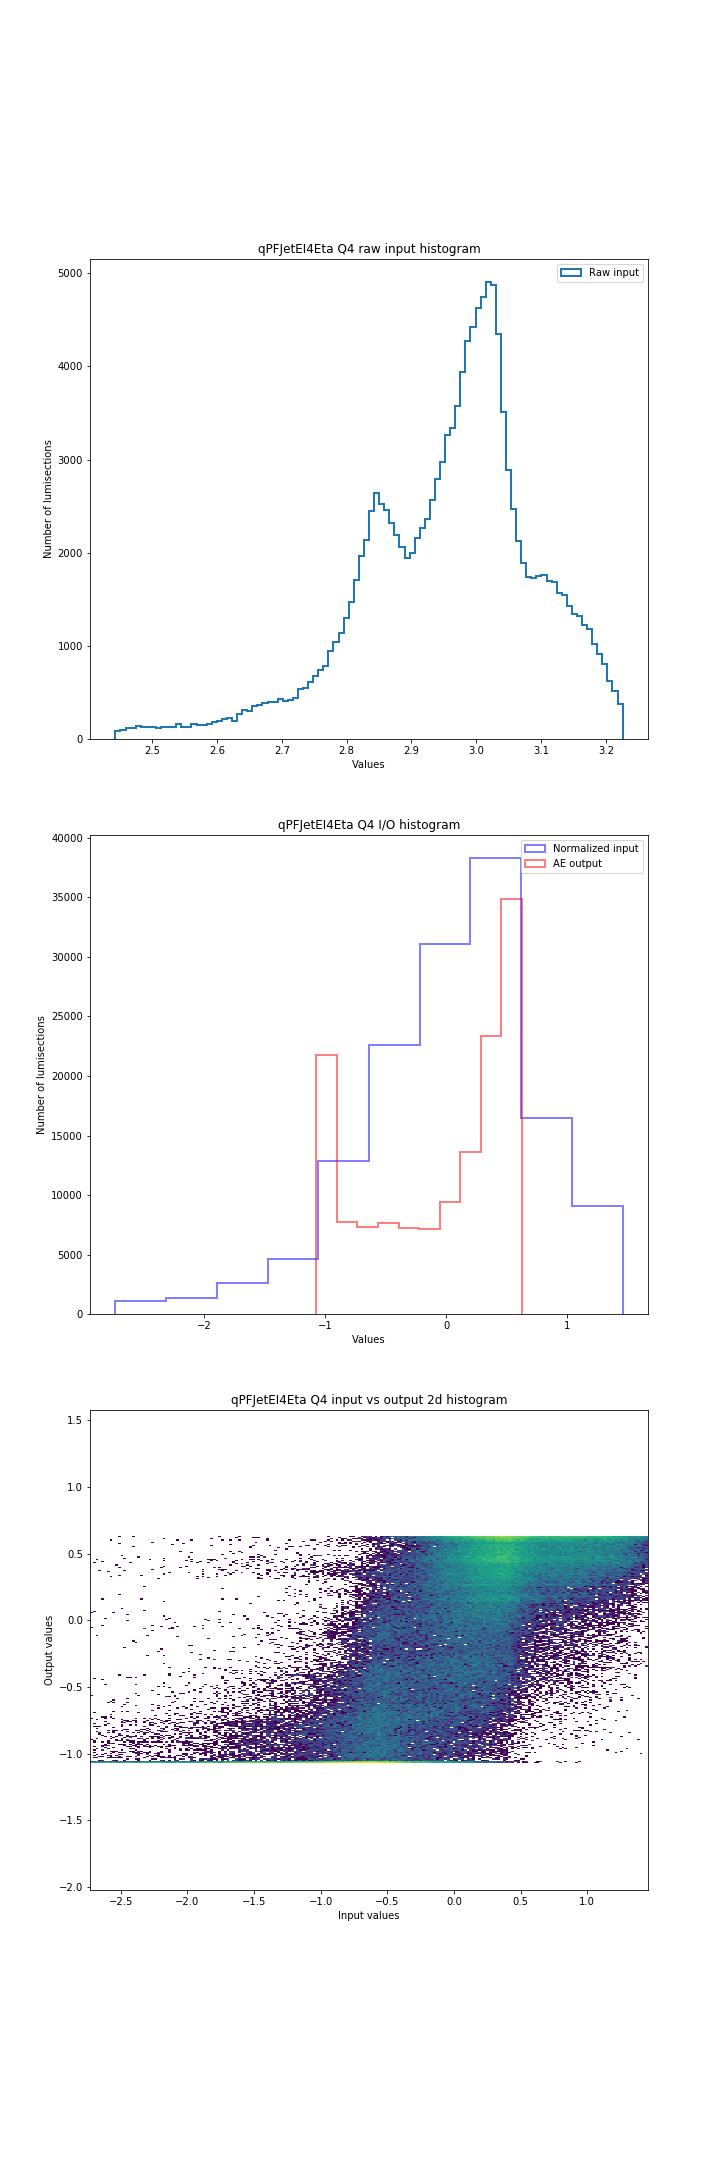 qPFJetEI4Eta Q4 raw input histogram
Raw input
5000
4000
3000
2000
1000
0
Number of lumisections
2.5 2.6 2.7 2.8 2.9 3.0 3.1 3.2
Values
qPFJetEI4Eta Q4 I/O histogram
Normalized input
AE output
40000
35000
30000
25000
20000
15000
10000
5000
0
Number of lumisections
−2 −1 0 1
Values
qPFJetEI4Eta Q4 input vs output 2d histogram
1.5
1.0
0.5
0.0
−0.5
−1.0
−1.5
−2.0
Output values
−2.5 −2.0 −1.5 −1.0 −0.5 0.0 0.5 1.0
Input values